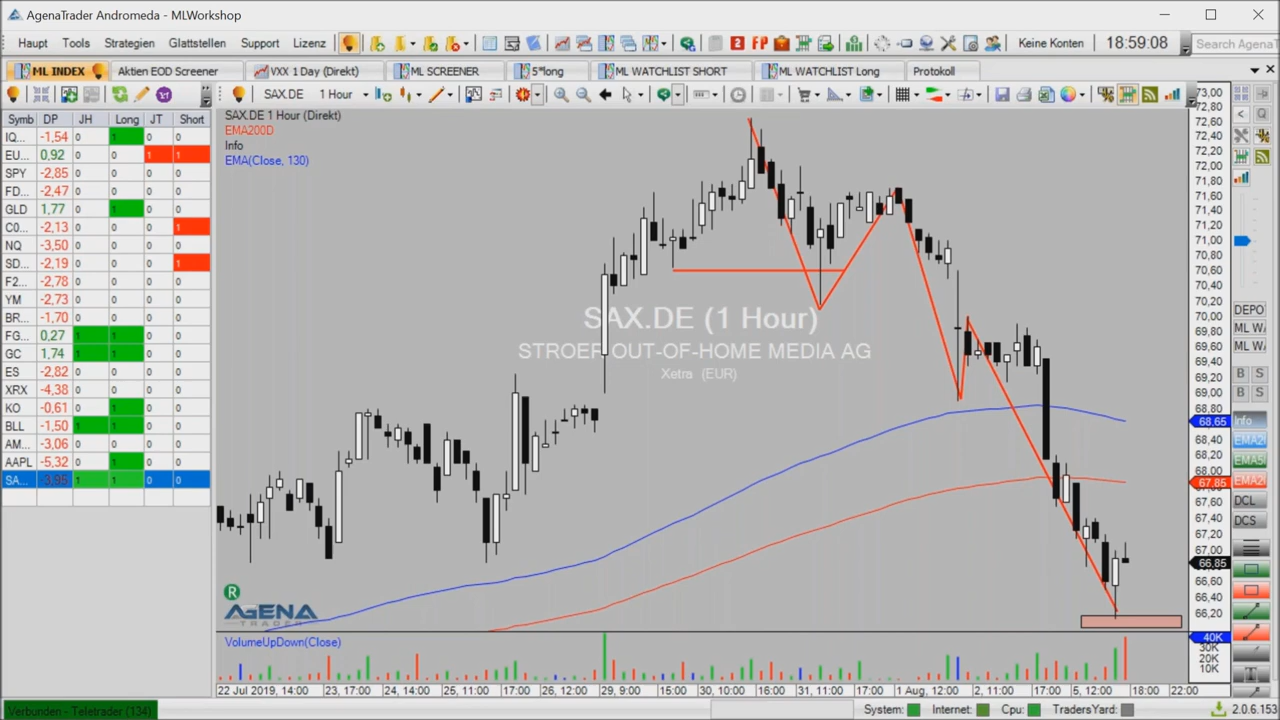 AgenaTrader Andromeda - MLWorkshop
Haupt Tools Strategien Glattstellen Support Lizenz 2 FP Keine Konten 18:59:08 Search Agena
ML INDEX Aktien EOD Screener VXX 1 Day (Direkt) ML SCREENER S*long ML WATCHLIST SHORT ML WATCHLIST Long Protokoll
SAX.DE 1 Hour
Symb DP JH Long JT Short
IQ... -1,54 0 1 0 0
EU... 0,92 0 0 1 1
SPY -2,85 0 0 0 0
FD... -2,47 0 0 0 0
GLD 1,77 0 1 0 0
C0... -2,13 0 0 0 1
NQ -3,50 0 0 0 0
SD... -2,19 0 0 0 1
F2... -2,78 0 0 0 0
YM -2,73 0 0 0 0
BR... -1,70 0 0 0 0
FG... 0,27 1 1 0 0
GC 1,74 1 1 0 0
ES -2,82 0 0 0 0
XRX -4,38 0 0 0 0
KO -0,61 0 1 0 0
BLL -1,50 1 1 0 0
AM... -3,06 0 0 0 0
AAPL -5,32 0 1 0 0
SA... -3,95 1 1 0 0
SAX.DE 1 Hour (Direkt)
EMA200D
Info
EMA(Close, 130)
SAX.DE (1 Hour)
STROER OUT-OF-HOME MEDIA AG
Xetra (EUR)
R
AGENA
TRADER
VolumeUpDown(Close)
73,00
72,80
72,60
72,40
72,20
72,00
71,80
71,60
71,40
71,20
71,00
70,80
70,60
70,40
70,20
70,00
69,80
69,60
69,40
69,20
69,00
68,80
68,65
68,40
68,20
68,00
67,85
67,60
67,40
67,20
67,00
66,85
66,60
66,40
66,20
40K
30K
20K
10K
DEPO
ML W
ML W
B S
B S
Info
EMA20
EMA50
EMA20
DCL
DCS
22 Jul 2019, 14:00 23, 17:00 24, 14:00 25, 11:00 17:00 26, 12:00 29, 9:00 15:00 30, 10:00 16:00 31, 11:00 17:00 1 Aug, 12:00 2, 11:00 17:00 5, 12:00 18:00 22:00
Verbunden - Teletrader (134) System: Internet: Cpu: TradersYard: 2.0.6.153